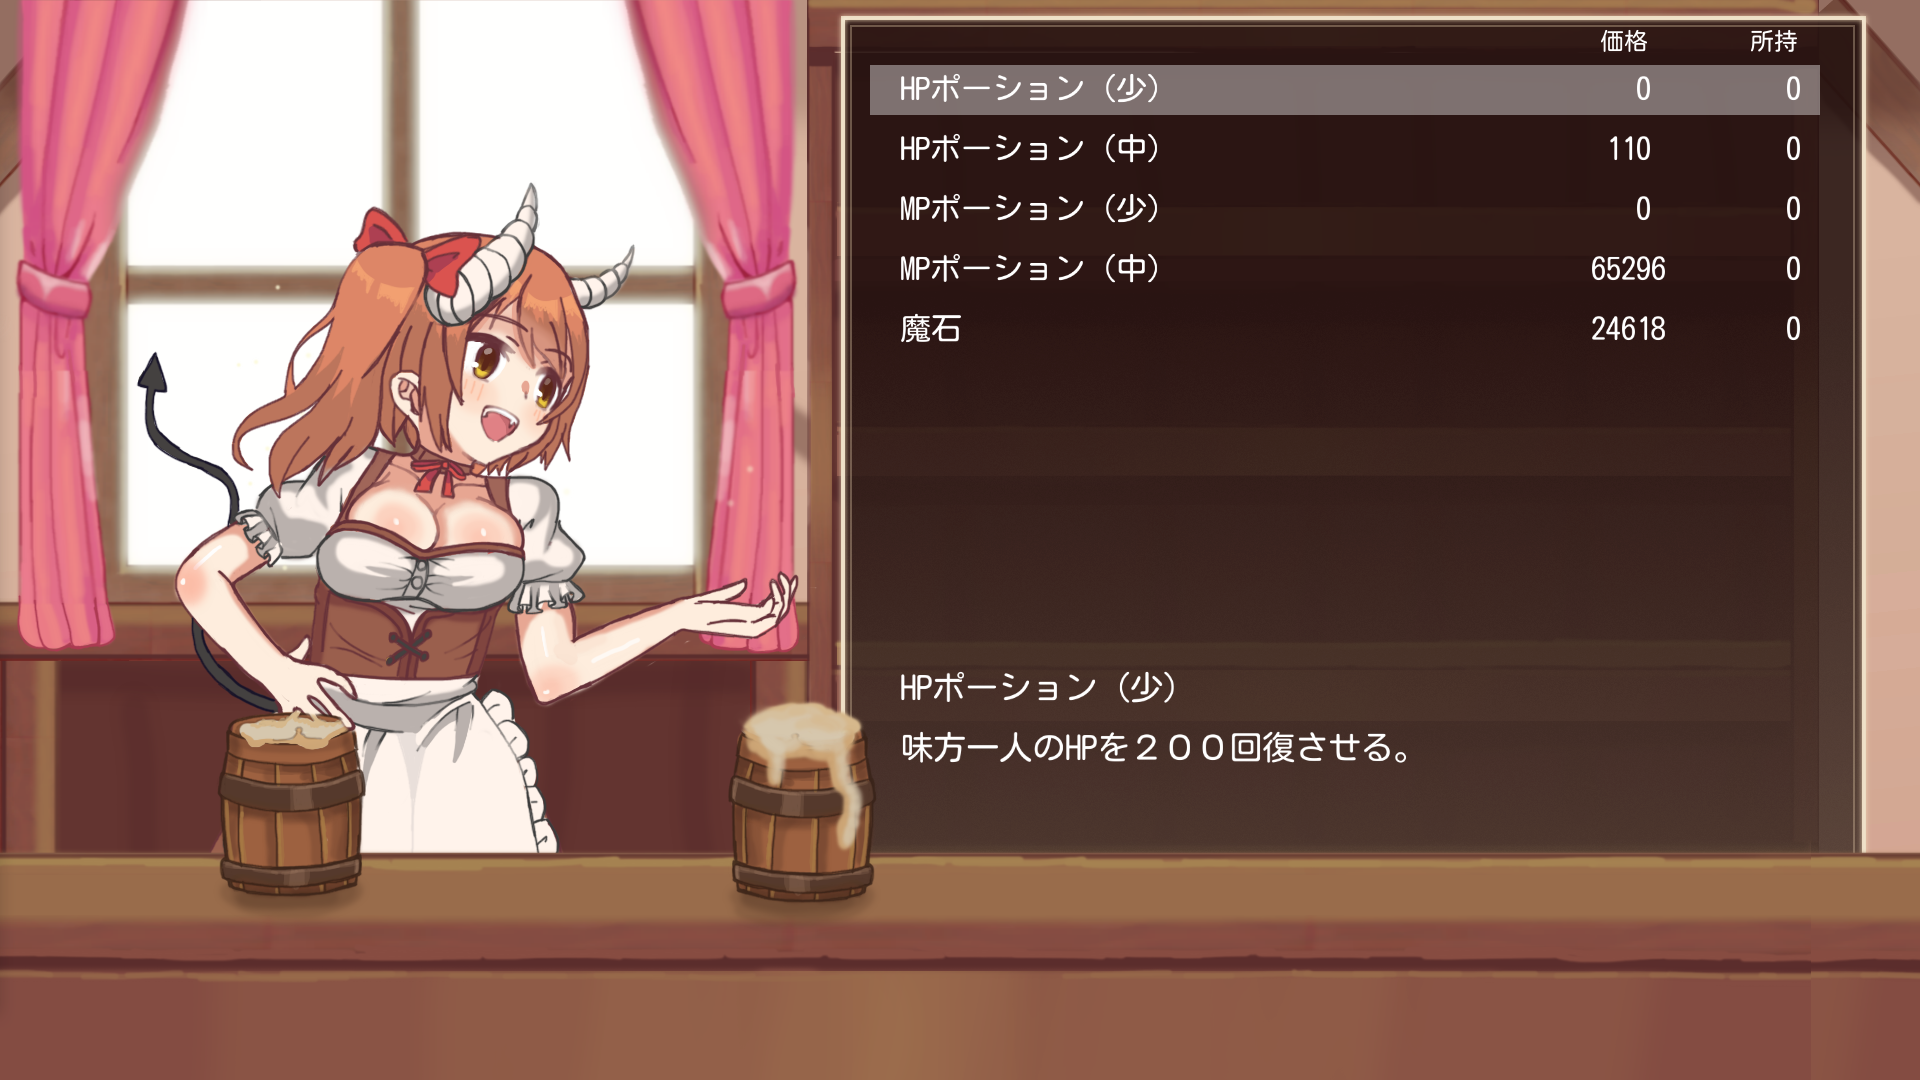 価格 所持
HPポーション（少） 0 0
HPポーション（中） 110 0
MPポーション（少） 0 0
MPポーション（中） 65296 0
魔石 24618 0
HPポーション（少）
味方一人のHPを２００回復させる。